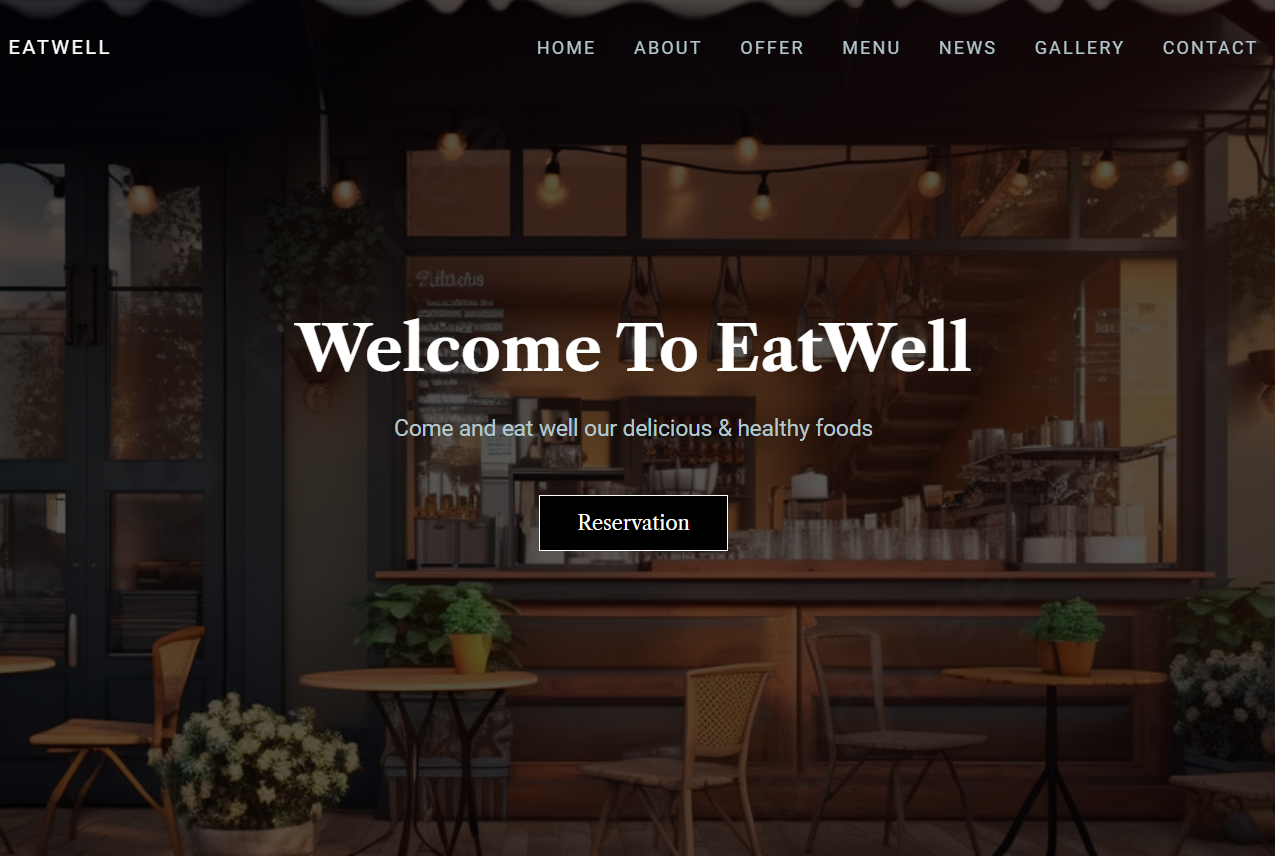 EATWELL
HOME ABOUT OFFER MENU NEWS GALLERY CONTACT
Welcome To EatWell
Come and eat well our delicious & healthy foods
Reservation